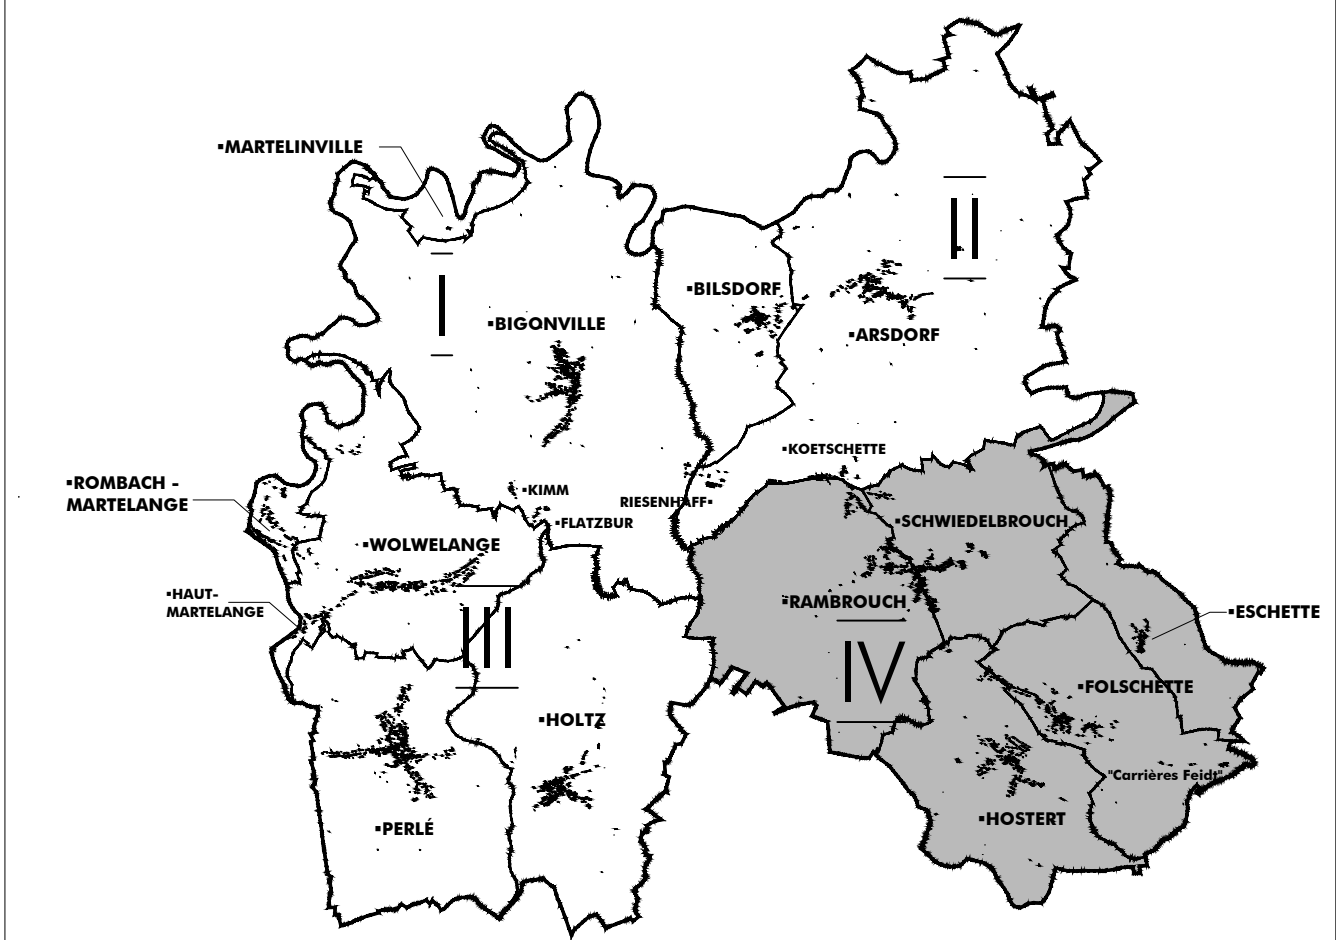 ▪MARTELINVILLE
II
▪BILSDORF
I
▪BIGONVILLE
▪ARSDORF
▪KOETSCHETTE
▪ROMBACH -
MARTELANGE
▪KIMM
RIESENHAFF▪
▪FLATZBUR
▪SCHWIEDELBROUCH
▪WOLWELANGE
▪HAUT-
MARTELANGE
▪RAMBROUCH
▪ESCHETTE
III
IV
▪FOLSCHETTE
▪HOLTZ
"Carrières Feidt"
▪HOSTERT
▪PERLÉ